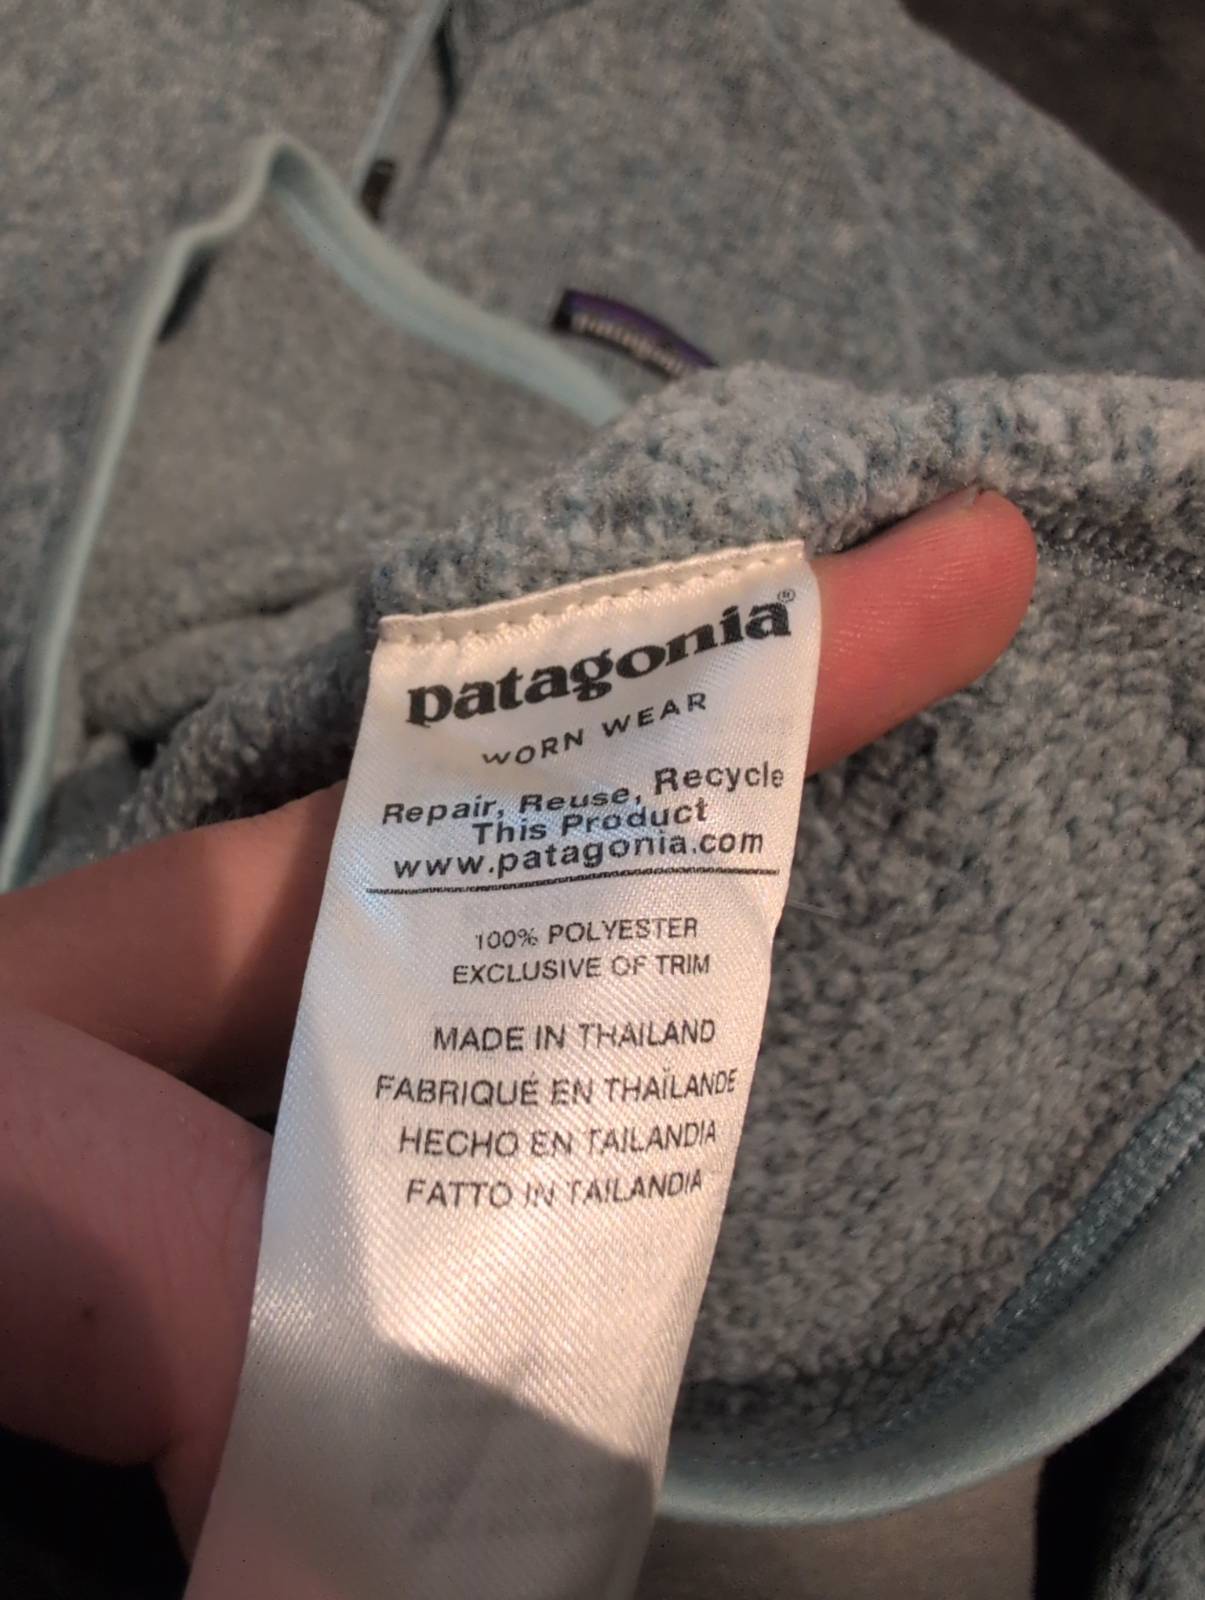 patagonia
patagonia®
WORN WEAR
Repair, Reuse, Recycle
This Product
www.patagonia.com
100% POLYESTER
EXCLUSIVE OF TRIM
MADE IN THAILAND
FABRIQUÉ EN THAÏLANDE
HECHO EN TAILANDIA
FATTO IN TAILANDIA